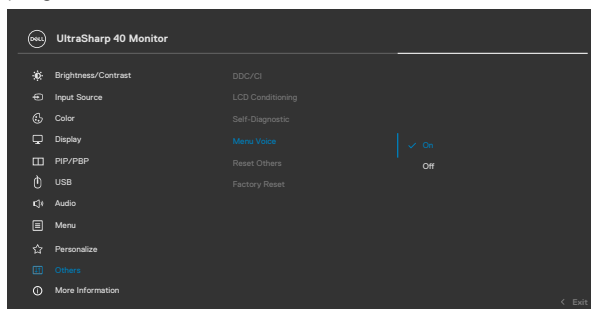 DELL
UltraSharp 40 Monitor
Brightness/Contrast
Input Source
Color
Display
PIP/PBP
USB
Audio
Menu
Personalize
Others
More Information
DDC/CI
LCD Conditioning
Self-Diagnostic
Menu Voice
Reset Others
Factory Reset
On
Off
Exit